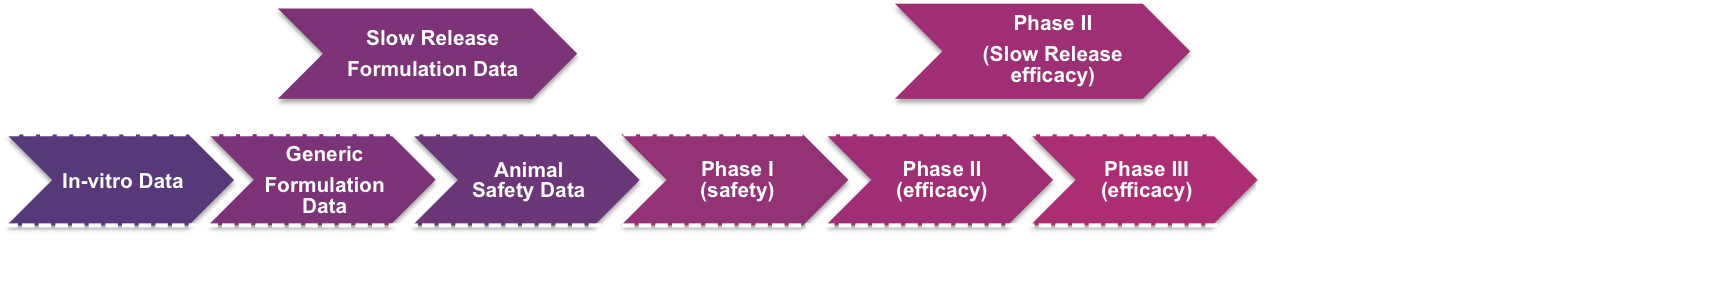 Slow Release
Formulation Data
Phase II
(Slow Release
efficacy)
In-vitro Data
Generic
Formulation
Data
Animal
Safety Data
Phase I
(safety)
Phase II
(efficacy)
Phase III
(efficacy)